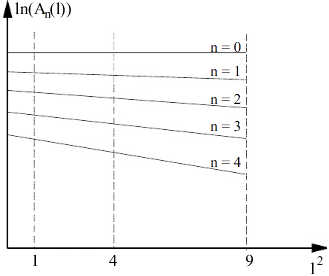 ln(Aₙ(l))
n = 0
n = 1
n = 2
n = 3
n = 4
1 4 9 l²